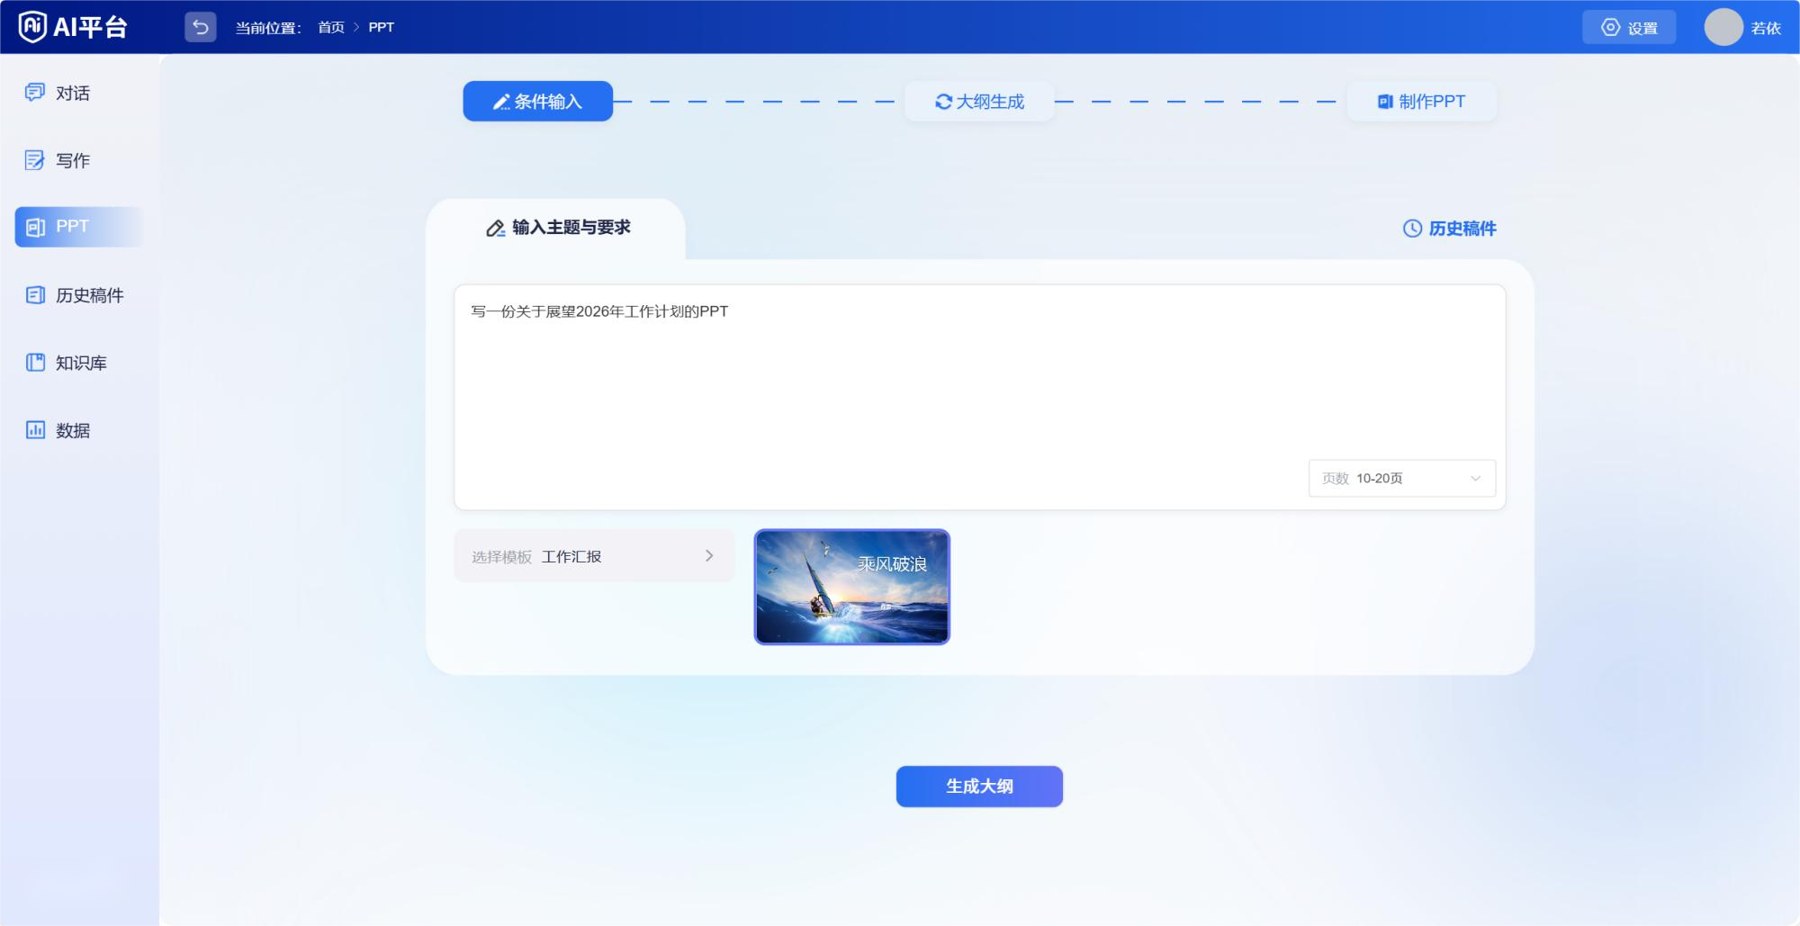 AI平台
当前位置： 首页 > PPT
设置
若依
对话
写作
PPT
历史稿件
知识库
数据
条件输入
大纲生成
制作PPT
输入主题与要求
历史稿件
写一份关于展望2026年工作计划的PPT
页数 10-20页
选择模板 工作汇报
乘风破浪
生成大纲